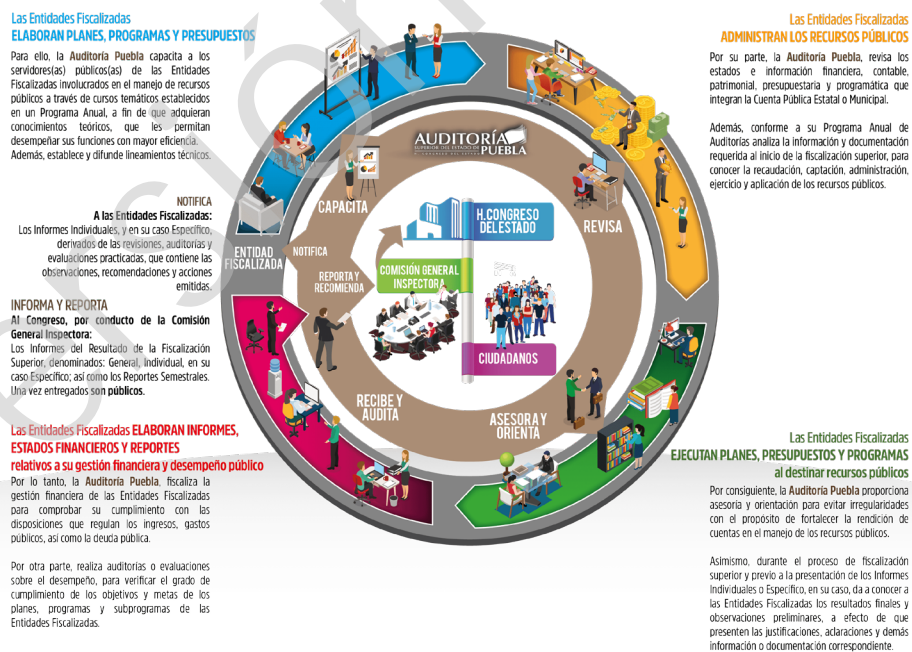 Las Entidades Fiscalizadas
ELABORAN PLANES, PROGRAMAS Y PRESUPUESTOS
Para ello, la Auditoría Puebla capacita a los
servidores(as) públicos(as) de las Entidades
Fiscalizadas involucrados en el manejo de recursos
públicos a través de cursos temáticos establecidos
en un Programa Anual, a fin de que adquieran
conocimientos teóricos, que les permitan
desempeñar sus funciones con mayor eficiencia.
Además, establece y difunde lineamientos técnicos.
NOTIFICA
A las Entidades Fiscalizadas:
Los Informes Individuales, y en su caso Específico,
derivados de las revisiones, auditorías y
evaluaciones practicadas, que contiene las
observaciones, recomendaciones y acciones
emitidas.
INFORMA Y REPORTA
Al Congreso, por conducto de la Comisión
General Inspectora:
Los Informes del Resultado de la Fiscalización
Superior, denominados: General, Individual, en su
caso Específico; así como los Reportes Semestrales.
Una vez entregados son públicos.
Las Entidades Fiscalizadas ELABORAN INFORMES,
ESTADOS FINANCIEROS Y REPORTES
relativos a su gestión financiera y desempeño público
Por lo tanto, la Auditoría Puebla, fiscaliza la
gestión financiera de las Entidades Fiscalizadas
para comprobar su cumplimiento con las
disposiciones que regulan los ingresos, gastos
públicos, así como la deuda pública.
Por otra parte, realiza auditorías o evaluaciones
sobre el desempeño, para verificar el grado de
cumplimiento de los objetivos y metas de los
planes, programas y subprogramas de las
Entidades Fiscalizadas.
AUDITORÍA
SUPERIOR DEL ESTADO DE
PUEBLA
CAPACITA
REVISA
H. CONGRESO
DEL ESTADO
ENTIDAD
FISCALIZADA
NOTIFICA
REPORTA Y
RECOMIENDA
COMISIÓN GENERAL
INSPECTORA
CIUDADANOS
RECIBE Y
AUDITA
ASESORA Y
ORIENTA
Las Entidades Fiscalizadas
ADMINISTRAN LOS RECURSOS PÚBLICOS
Por su parte, la Auditoría Puebla, revisa los
estados e información financiera, contable,
patrimonial, presupuestaria y programática que
integran la Cuenta Pública Estatal o Municipal.
Además, conforme a su Programa Anual de
Auditorías analiza la información y documentación
requerida al inicio de la fiscalización superior, para
conocer la recaudación, captación, administración,
ejercicio y aplicación de los recursos públicos.
Las Entidades Fiscalizadas
EJECUTAN PLANES, PRESUPUESTOS Y PROGRAMAS
al destinar recursos públicos
Por consiguiente, la Auditoría Puebla proporciona
asesoría y orientación para evitar irregularidades
con el propósito de fortalecer la rendición de
cuentas en el manejo de los recursos públicos.
Asimismo, durante el proceso de fiscalización
superior y previo a la presentación de los Informes
Individuales o Específico, en su caso, da a conocer a
las Entidades Fiscalizadas los resultados finales y
observaciones preliminares, a efecto de que
presenten las justificaciones, aclaraciones y demás
información o documentación correspondiente.